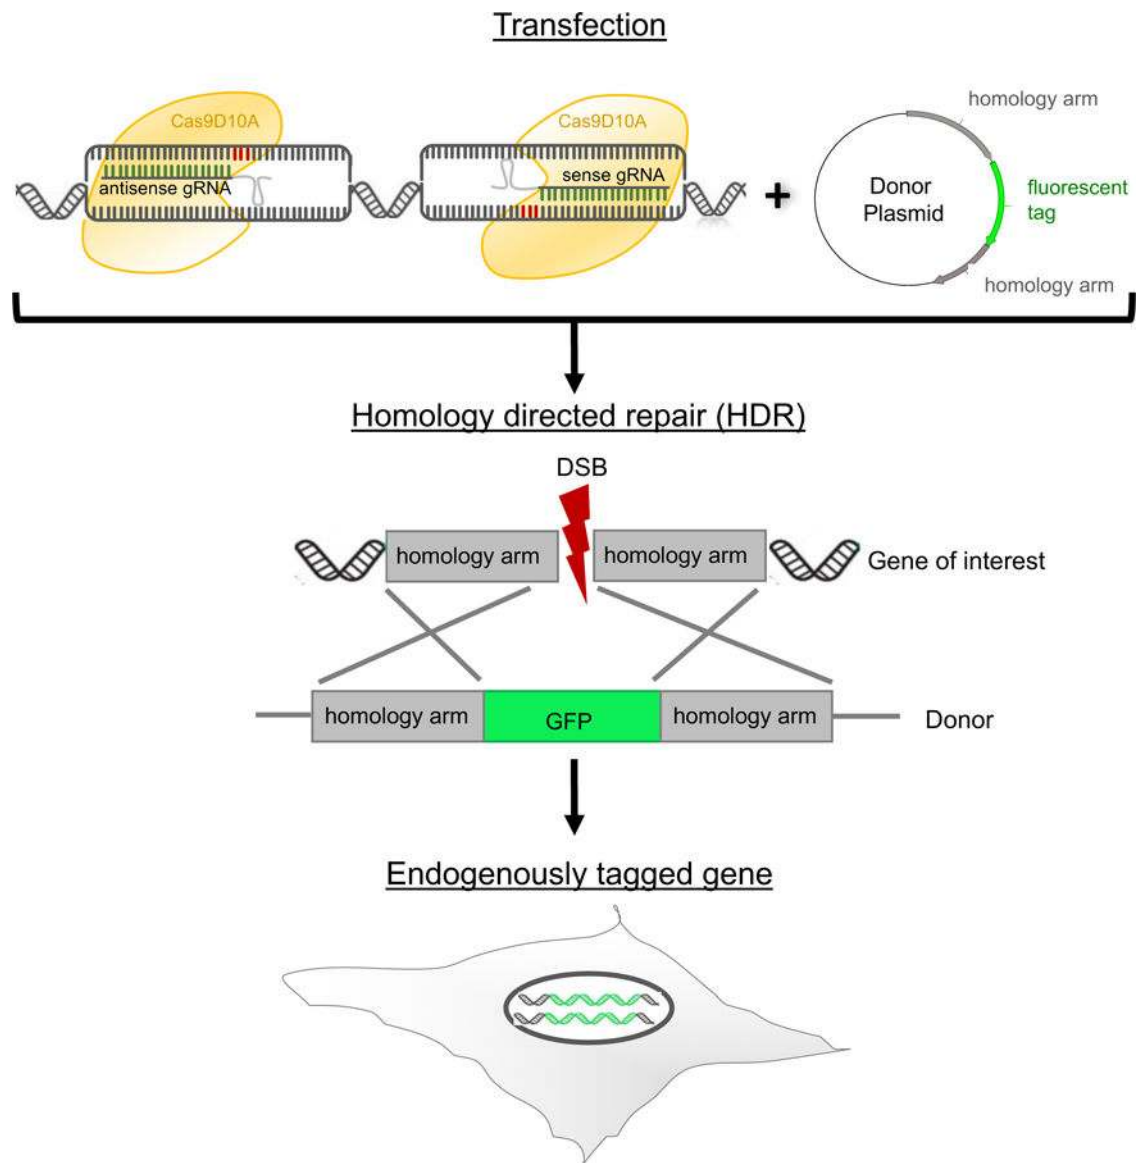 Transfection
Cas9D10A
antisense gRNA
Cas9D10A
sense gRNA
+
Donor
Plasmid
homology arm
fluorescent
tag
homology arm
Homology directed repair (HDR)
DSB
homology arm
homology arm
Gene of interest
homology arm
GFP
homology arm
Donor
Endogenously tagged gene